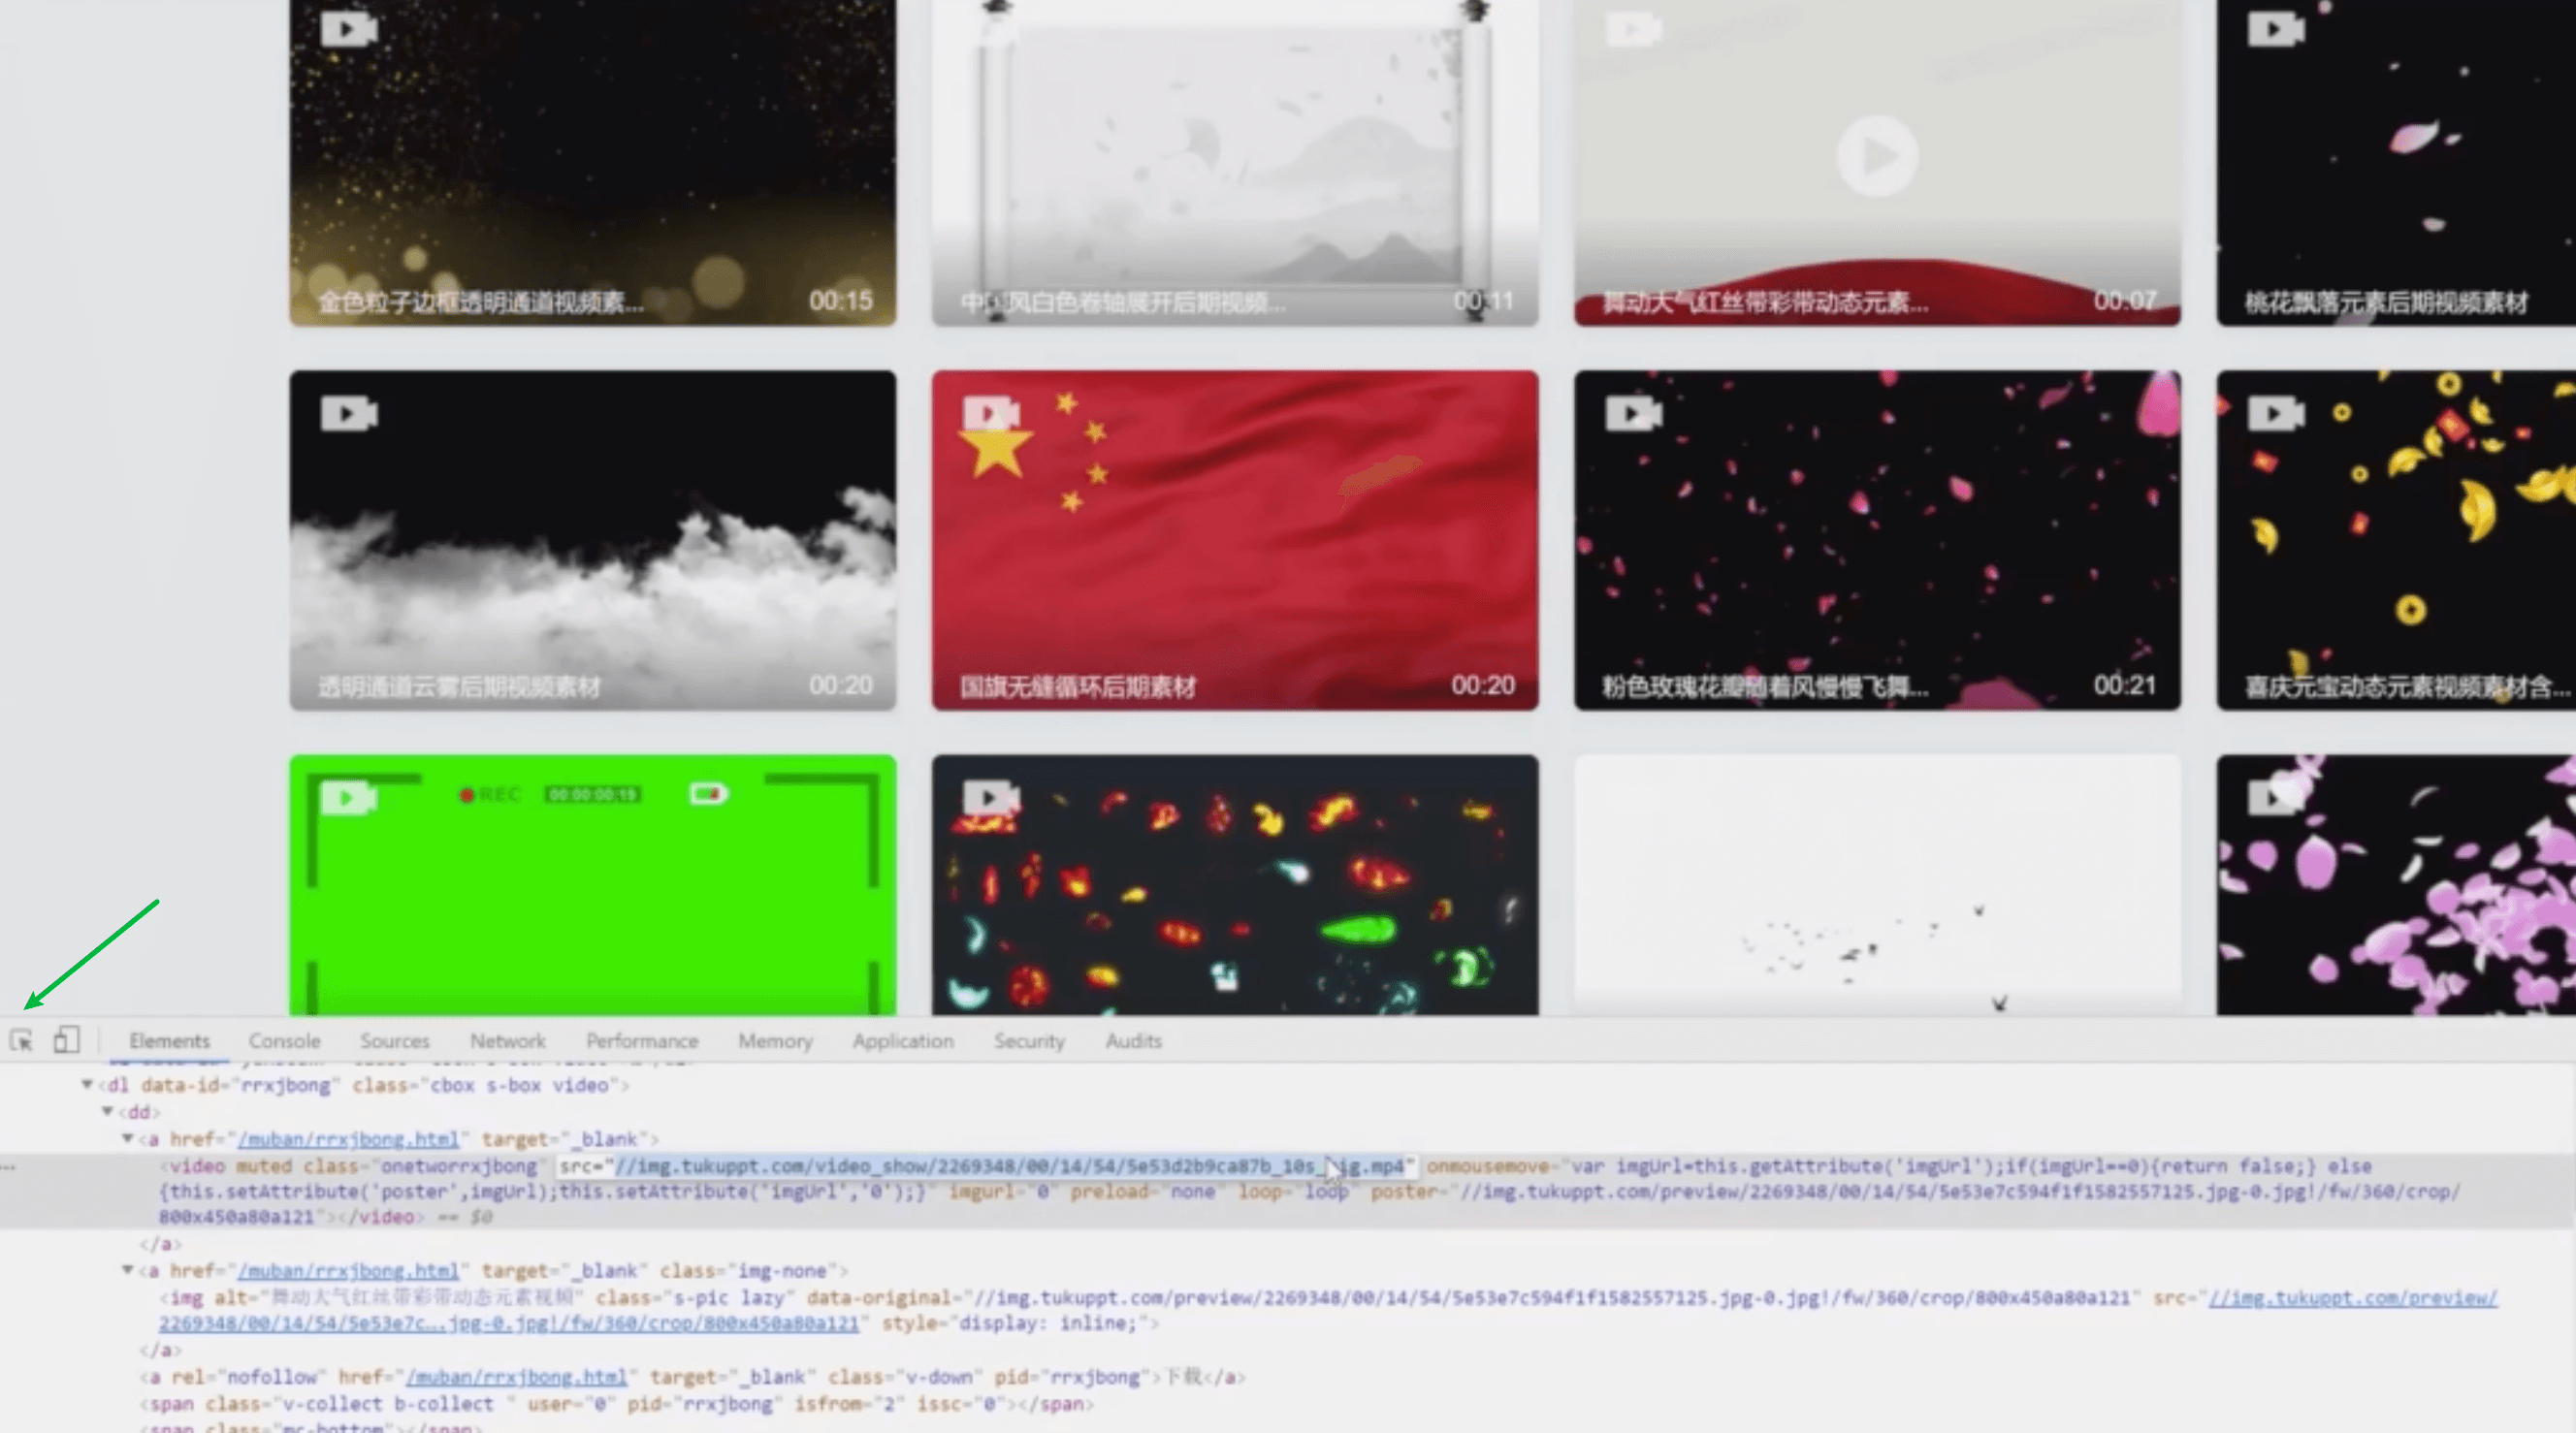 金色粒子边框透明通道视频素... 00:15
中国风白色卷轴展开后期视频... 00:11
舞动大气红丝带彩带动态元素... 00:07
桃花飘落元素后期视频素材
透明通道云雾后期视频素材 00:20
国旗无缝循环后期素材 00:20
粉色玫瑰花瓣随着风慢慢飞舞... 00:21
喜庆元宝动态元素视频素材含...
REC 00:00:00:15
Elements Console Sources Network Performance Memory Application Security Audits
<dl data-id="rrxjbong" class="cbox s-box video">
<dd>
<a href="/muban/rrxjbong.html" target="_blank">
<video muted class="onetworrxjbong" src="//img.tukuppt.com/video_show/2269348/00/14/54/5e53d2b9ca87b_10s_big.mp4" onmousemove="var imgUrl=this.getAttribute('imgUrl');if(imgUrl==0){return false;} else
{this.setAttribute('poster',imgUrl);this.setAttribute('imgUrl','0');}" imgurl="0" preload="none" loop="loop" poster="//img.tukuppt.com/preview/2269348/00/14/54/5e53e7c594f1f1582557125.jpg-0.jpg!/fw/360/crop/
800x450a80a121"></video> == $0
</a>
<a href="/muban/rrxjbong.html" target="_blank" class="img-none">
<img alt="舞动大气红丝带彩带动态元素视频" class="s-pic lazy" data-original="//img.tukuppt.com/preview/2269348/00/14/54/5e53e7c594f1f1582557125.jpg-0.jpg!/fw/360/crop/800x450a80a121" src="//img.tukuppt.com/preview/
2269348/00/14/54/5e53e7c….jpg-0.jpg!/fw/360/crop/800x450a80a121" style="display: inline;">
</a>
<a rel="nofollow" href="/muban/rrxjbong.html" target="_blank" class="v-down" pid="rrxjbong">下载</a>
<span class="v-collect b-collect " user="0" pid="rrxjbong" isfrom="2" issc="0"></span>
<span class="mc-bottom"></span>